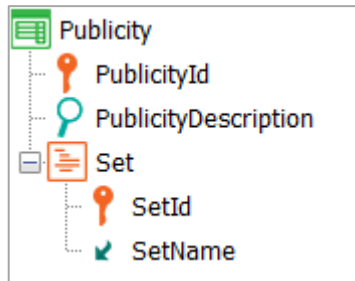 Publicity
PublicityId
PublicityDescription
Set
SetId
SetName